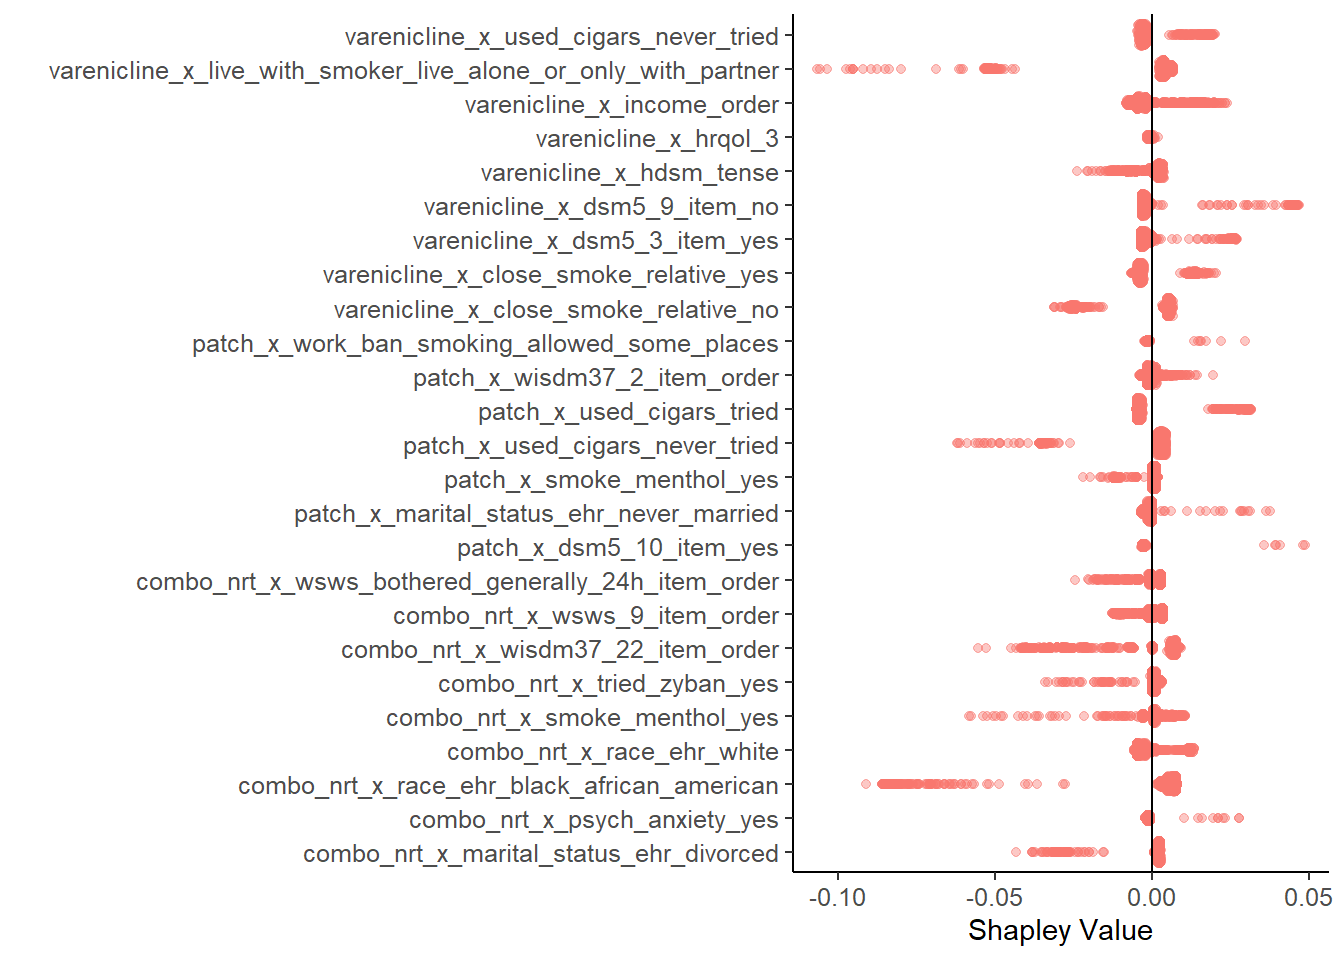 varenicline_x_used_cigars_never_tried
varenicline_x_live_with_smoker_live_alone_or_only_with_partner
varenicline_x_income_order
varenicline_x_hrqol_3
varenicline_x_hdsm_tense
varenicline_x_dsm5_9_item_no
varenicline_x_dsm5_3_item_yes
varenicline_x_close_smoke_relative_yes
varenicline_x_close_smoke_relative_no
patch_x_work_ban_smoking_allowed_some_places
patch_x_wisdm37_2_item_order
patch_x_used_cigars_tried
patch_x_used_cigars_never_tried
patch_x_smoke_menthol_yes
patch_x_marital_status_ehr_never_married
patch_x_dsm5_10_item_yes
combo_nrt_x_wsws_bothered_generally_24h_item_order
combo_nrt_x_wsws_9_item_order
combo_nrt_x_wisdm37_22_item_order
combo_nrt_x_tried_zyban_yes
combo_nrt_x_smoke_menthol_yes
combo_nrt_x_race_ehr_white
combo_nrt_x_race_ehr_black_african_american
combo_nrt_x_psych_anxiety_yes
combo_nrt_x_marital_status_ehr_divorced
-0.10 -0.05 0.00 0.05
Shapley Value